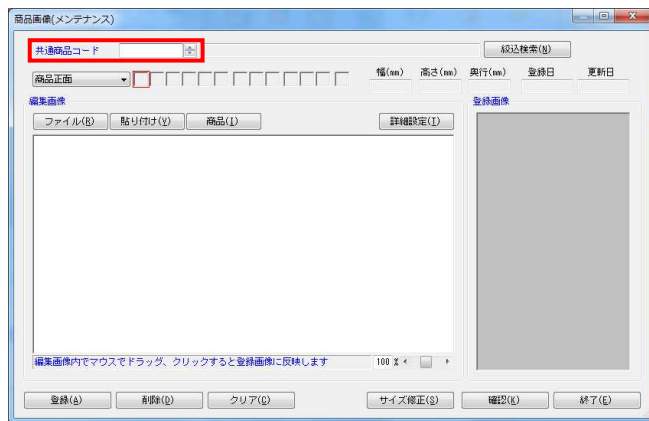 商品画像(メンテナンス)
共通商品コード
絞込検索(N)
商品正面
幅(mm) 高さ(mm) 奥行(mm) 登録日 更新日
編集画像
登録画像
ファイル(R) 貼り付け(V) 商品(I) 詳細設定(T)
編集画像内でマウスでドラッグ、クリックすると登録画像に反映します 100 %
登録(A) 削除(D) クリア(C) サイズ修正(S) 確認(K) 終了(E)